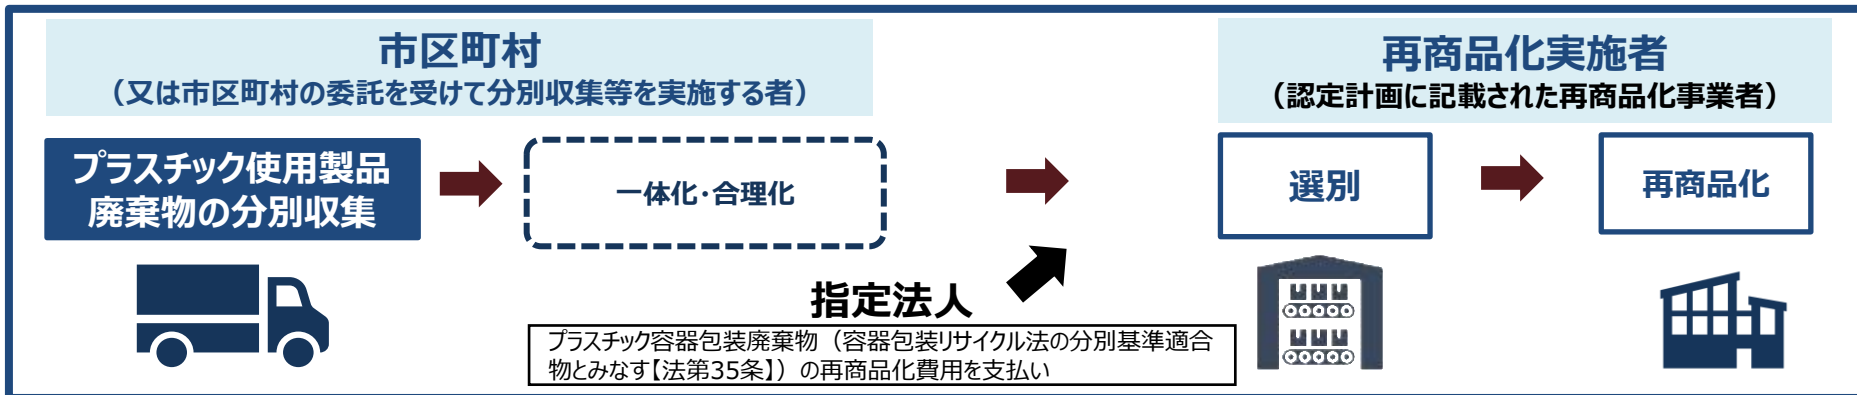 市区町村
（又は市区町村の委託を受けて分別収集等を実施する者）
再商品化実施者
（認定計画に記載された再商品化事業者）
プラスチック使用製品
廃棄物の分別収集
一体化・合理化
選別
再商品化
指定法人
プラスチック容器包装廃棄物（容器包装リサイクル法の分別基準適合
物とみなす【法第35条】）の再商品化費用を支払い